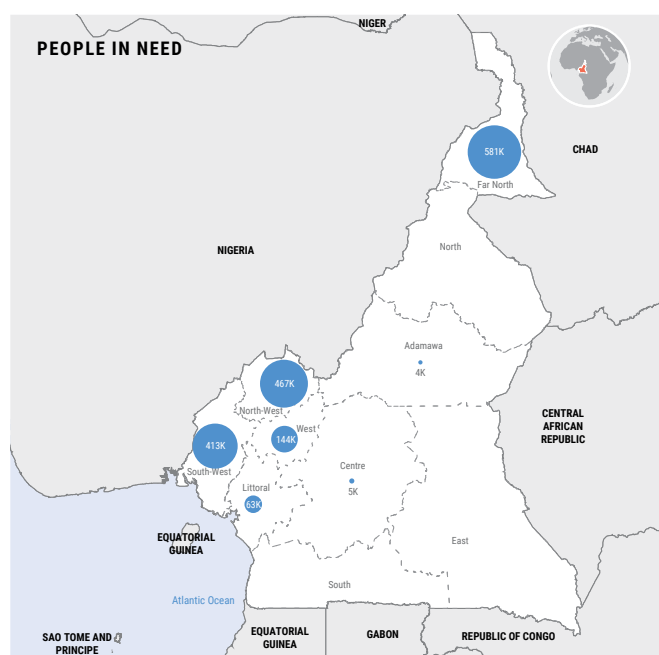 NIGER
PEOPLE IN NEED
CHAD
581K
Far North
North
NIGERIA
Adamawa
4K
467K
North-West
West
144K
413K
South-West
CENTRAL
AFRICAN
REPUBLIC
Centre
5K
Littoral
63K
EQUATORIAL
GUINEA
East
South
Atlantic Ocean
SAO TOME AND
PRINCIPE
EQUATORIAL
GUINEA
GABON
REPUBLIC OF CONGO